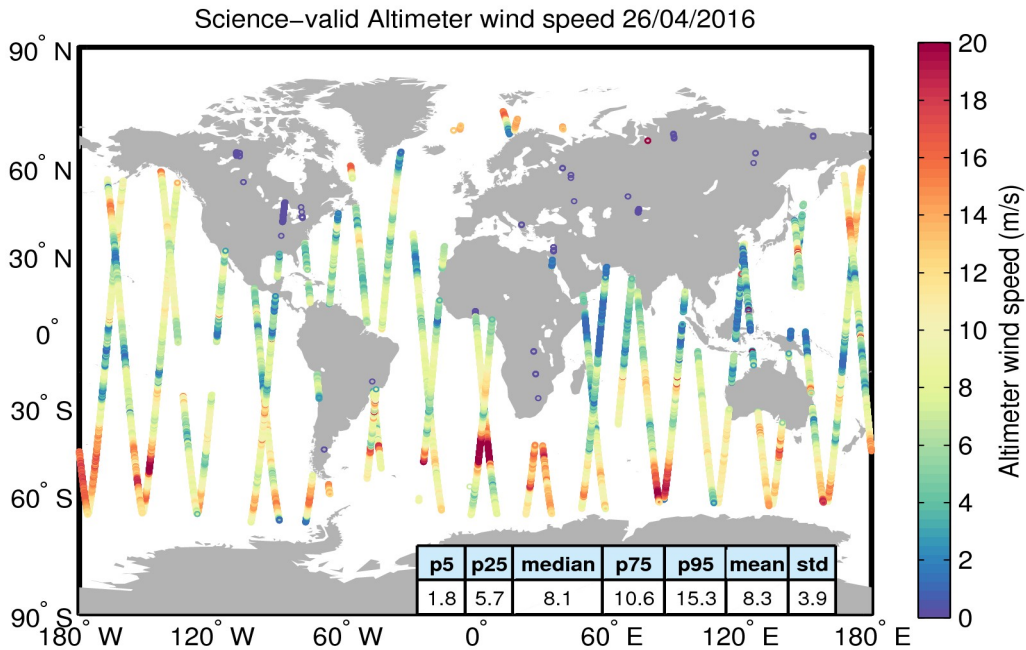 Science−valid Altimeter wind speed 26/04/2016
90° N
60° N
30° N
0°
30° S
60° S
90° S
180° W
120° W
60° W
0°
60° E
120° E
180° E
p5 p25 median p75 p95 mean std
1.8 5.7 8.1 10.6 15.3 8.3 3.9
20
18
16
14
12
10
8
6
4
2
0
Altimeter wind speed (m/s)